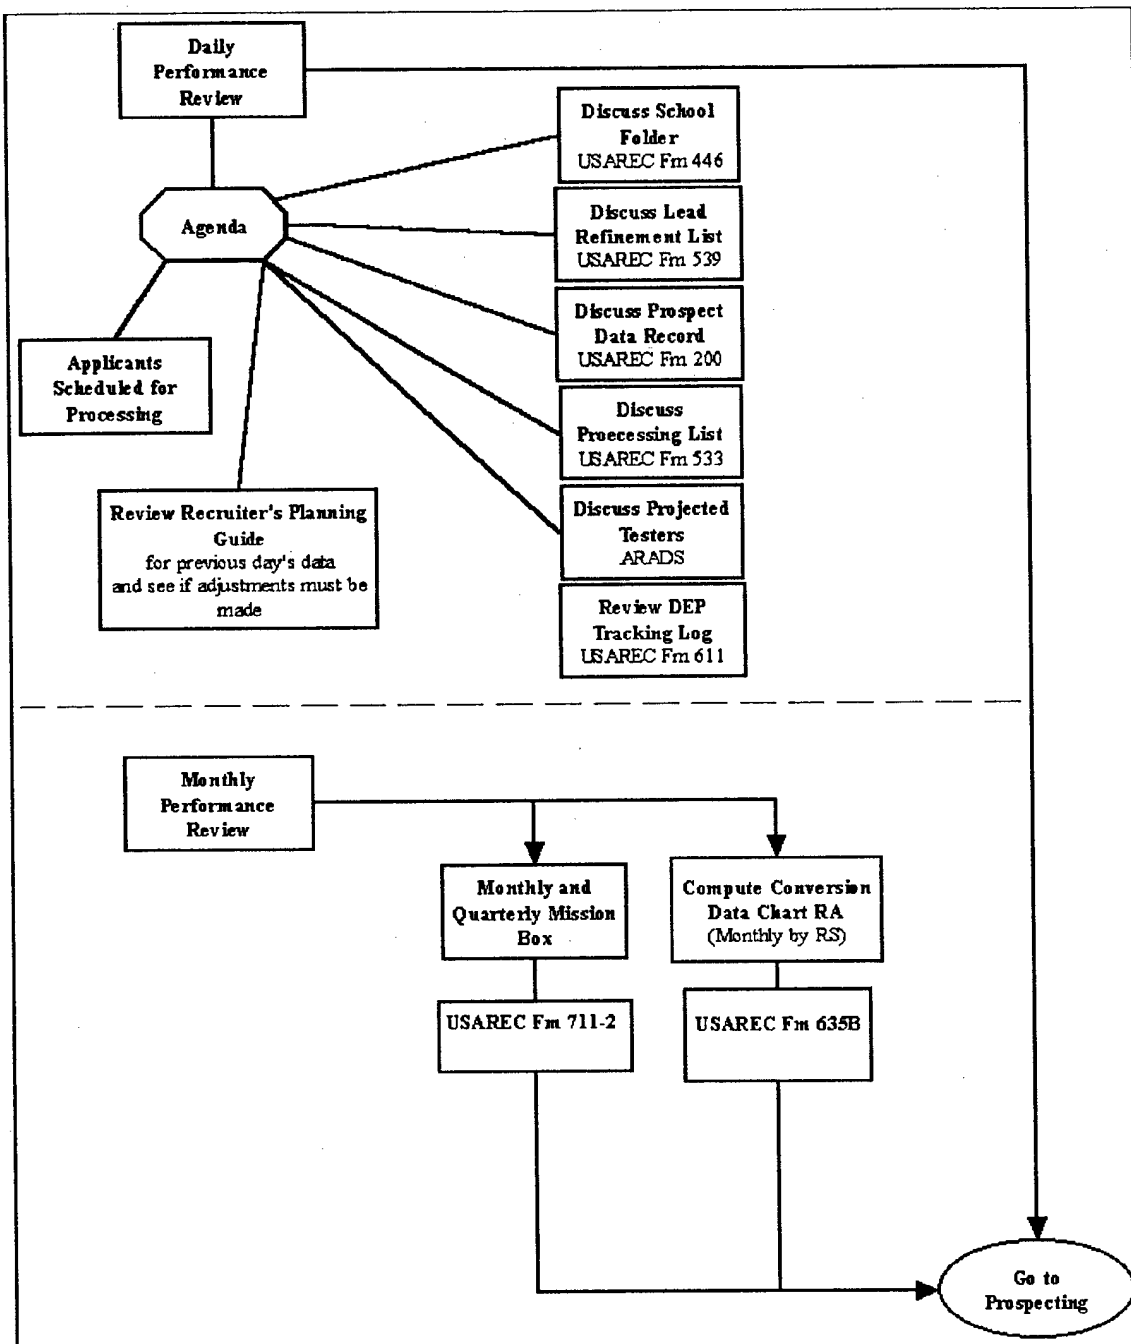 Daily
Performance
Review
Agenda
Applicants
Scheduled for
Processing
Review Recruiter's Planning
Guide
for previous day's data
and see if adjustments must be
made
Discuss School
Folder
USAREC Fm 446
Discuss Lead
Refinement List
USAREC Fm 539
Discuss Prospect
Data Record
USAREC Fm 200
Discuss
Proecessing List
USAREC Fm 533
Discuss Projected
Testers
ARADS
Review DEP
Tracking Log
USAREC Fm 611
Monthly
Performance
Review
Monthly and
Quarterly Mission
Box
Compute Conversion
Data Chart RA
(Monthly by RS)
USAREC Fm 711-2
USAREC Fm 635B
Go to
Prospecting